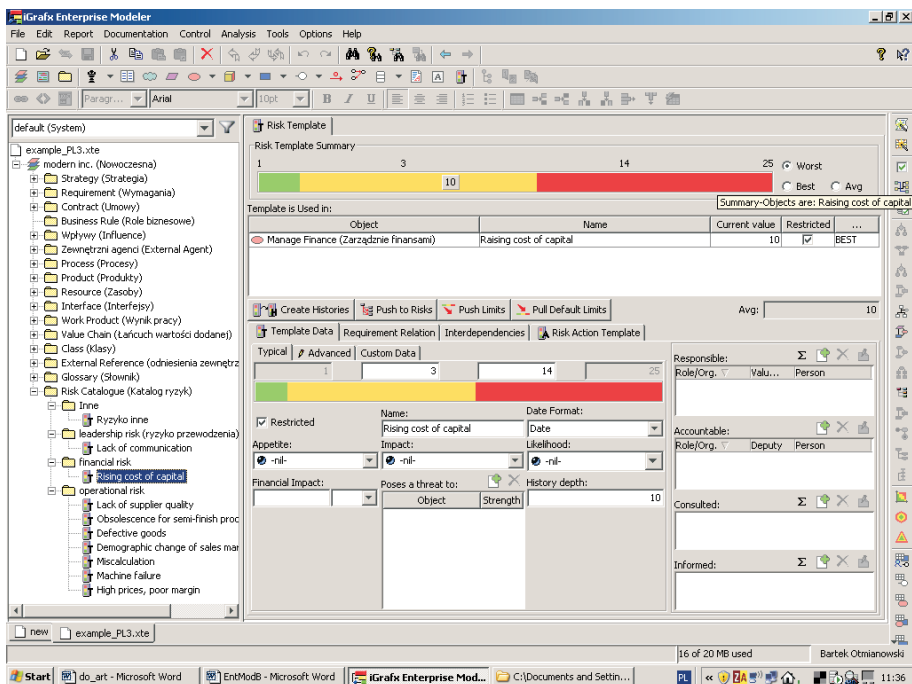 iGrafx Enterprise Modeler
File Edit Report Documentation Control Analysis Tools Options Help
Paragr... Arial 10pt B I U
default (System)
example_PL3.xte
modern inc. (Nowoczesna)
Strategy (Strategia)
Requirement (Wymagania)
Contract (Umowy)
Business Rule (Role biznesowe)
Wpływy (Influence)
Zewnętrzni agenci (External Agent)
Process (Procesy)
Product (Produkty)
Resource (Zasoby)
Interface (Interfejsy)
Work Product (Wynik pracy)
Value Chain (Łańcuch wartości dodanej)
Class (Klasy)
External Reference (odniesienia zewnętrz
Glossary (Słownik)
Risk Catalogue (Katalog ryzyk)
Inne
Ryzyko inne
leadership risk (ryzyko przewodzenia)
Lack of communication
financial risk
Rising cost of capital
operational risk
Lack of supplier quality
Obsolescence for semi-finish proc
Defective goods
Demographic change of sales mar
Miscalculation
Machine failure
High prices, poor margin
Risk Template
Risk Template Summary
1 3 14 25
10
Worst
Best Avg
Summary-Objects are: Raising cost of capital
Template is Used in:
Object Name Current value Restricted ...
Manage Finance (Zarządznie finansami) Raising cost of capital 10 BEST
Create Histories Push to Risks Push Limits Pull Default Limits Avg: 10
Template Data Requirement Relation Interdependencies Risk Action Template
Typical Advanced Custom Data
1 3 14 25
Restricted
Name:
Rising cost of capital
Date Format:
Date
Appetite: Impact: Likelihood:
-nil- -nil- -nil-
Financial Impact: Poses a threat to: History depth:
Object Strength 10
Responsible: Σ
Role/Org. Valu... Person
Accountable:
Role/Org. Deputy Person
Consulted: Σ
Informed: Σ
new example_PL3.xte
16 of 20 MB used Bartek Otmianowski
Start do_art - Microsoft Word EntModB - Microsoft Word iGrafx Enterprise Mod... C:\Documents and Settin... PL « 11:36